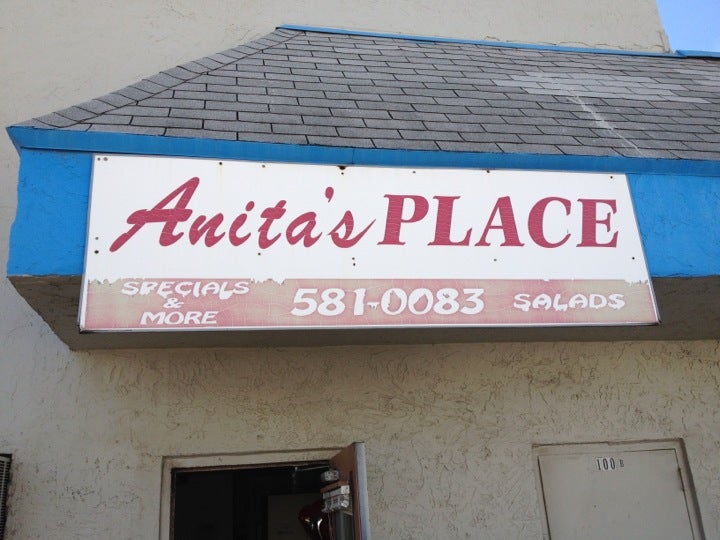 Anita's PLACE
SPECIALS
&
MORE
581-0083
SALADS
100 B